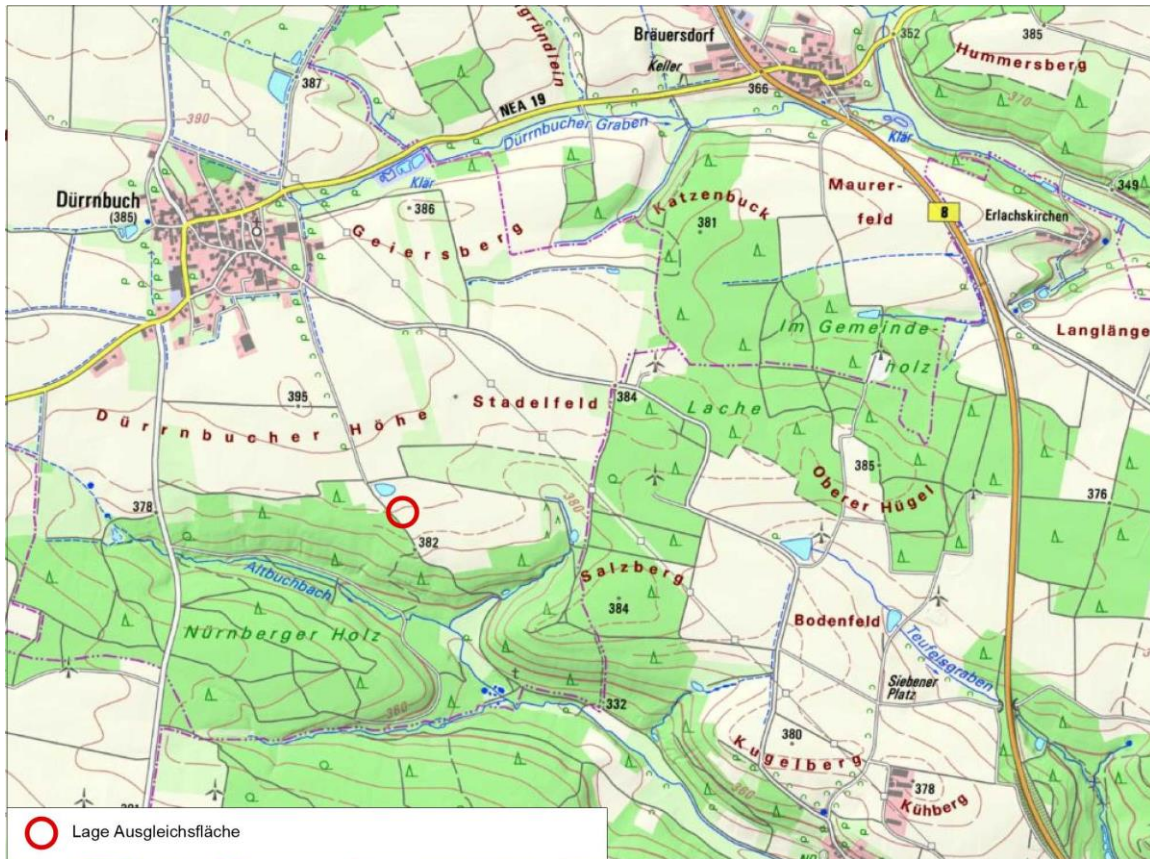 Bräuersdorf
Keller
352
385
Hummersberg
387
366
370
390
NEA 19
Dürrnbucher Graben
Klär
Klär
Dürrnbuch
(385)
386
Geiersberg
Katzenbuck
381
Maurer-
feld
8
349
Erlachskirchen
Langlänge
Im Gemeinde-
holz
395
Stadelfeld
384
Lache
Dürrnbucher Höhe
385
Oberer Hügel
376
378
380
382
Altbuchbach
Salzberg
384
Nürnberger Holz
Bodenfeld
Teufelsgraben
Siebener
Platz
332
360
380
Kugelberg
378
Kühberg
360
Lage Ausgleichsfläche